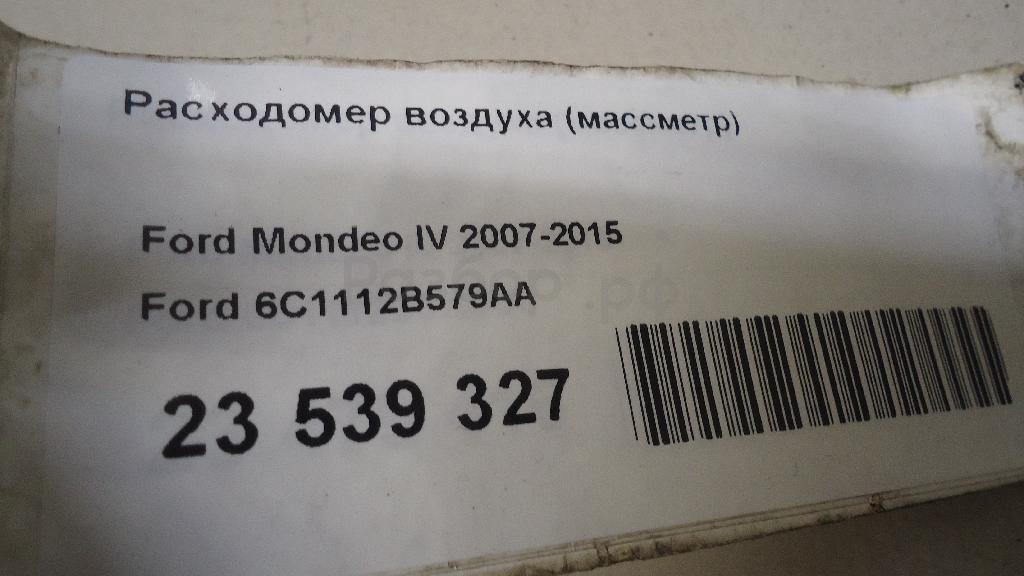 Расходомер воздуха (массметр)
Ford Mondeo IV 2007-2015
Ford 6C1112B579AA
23 539 327